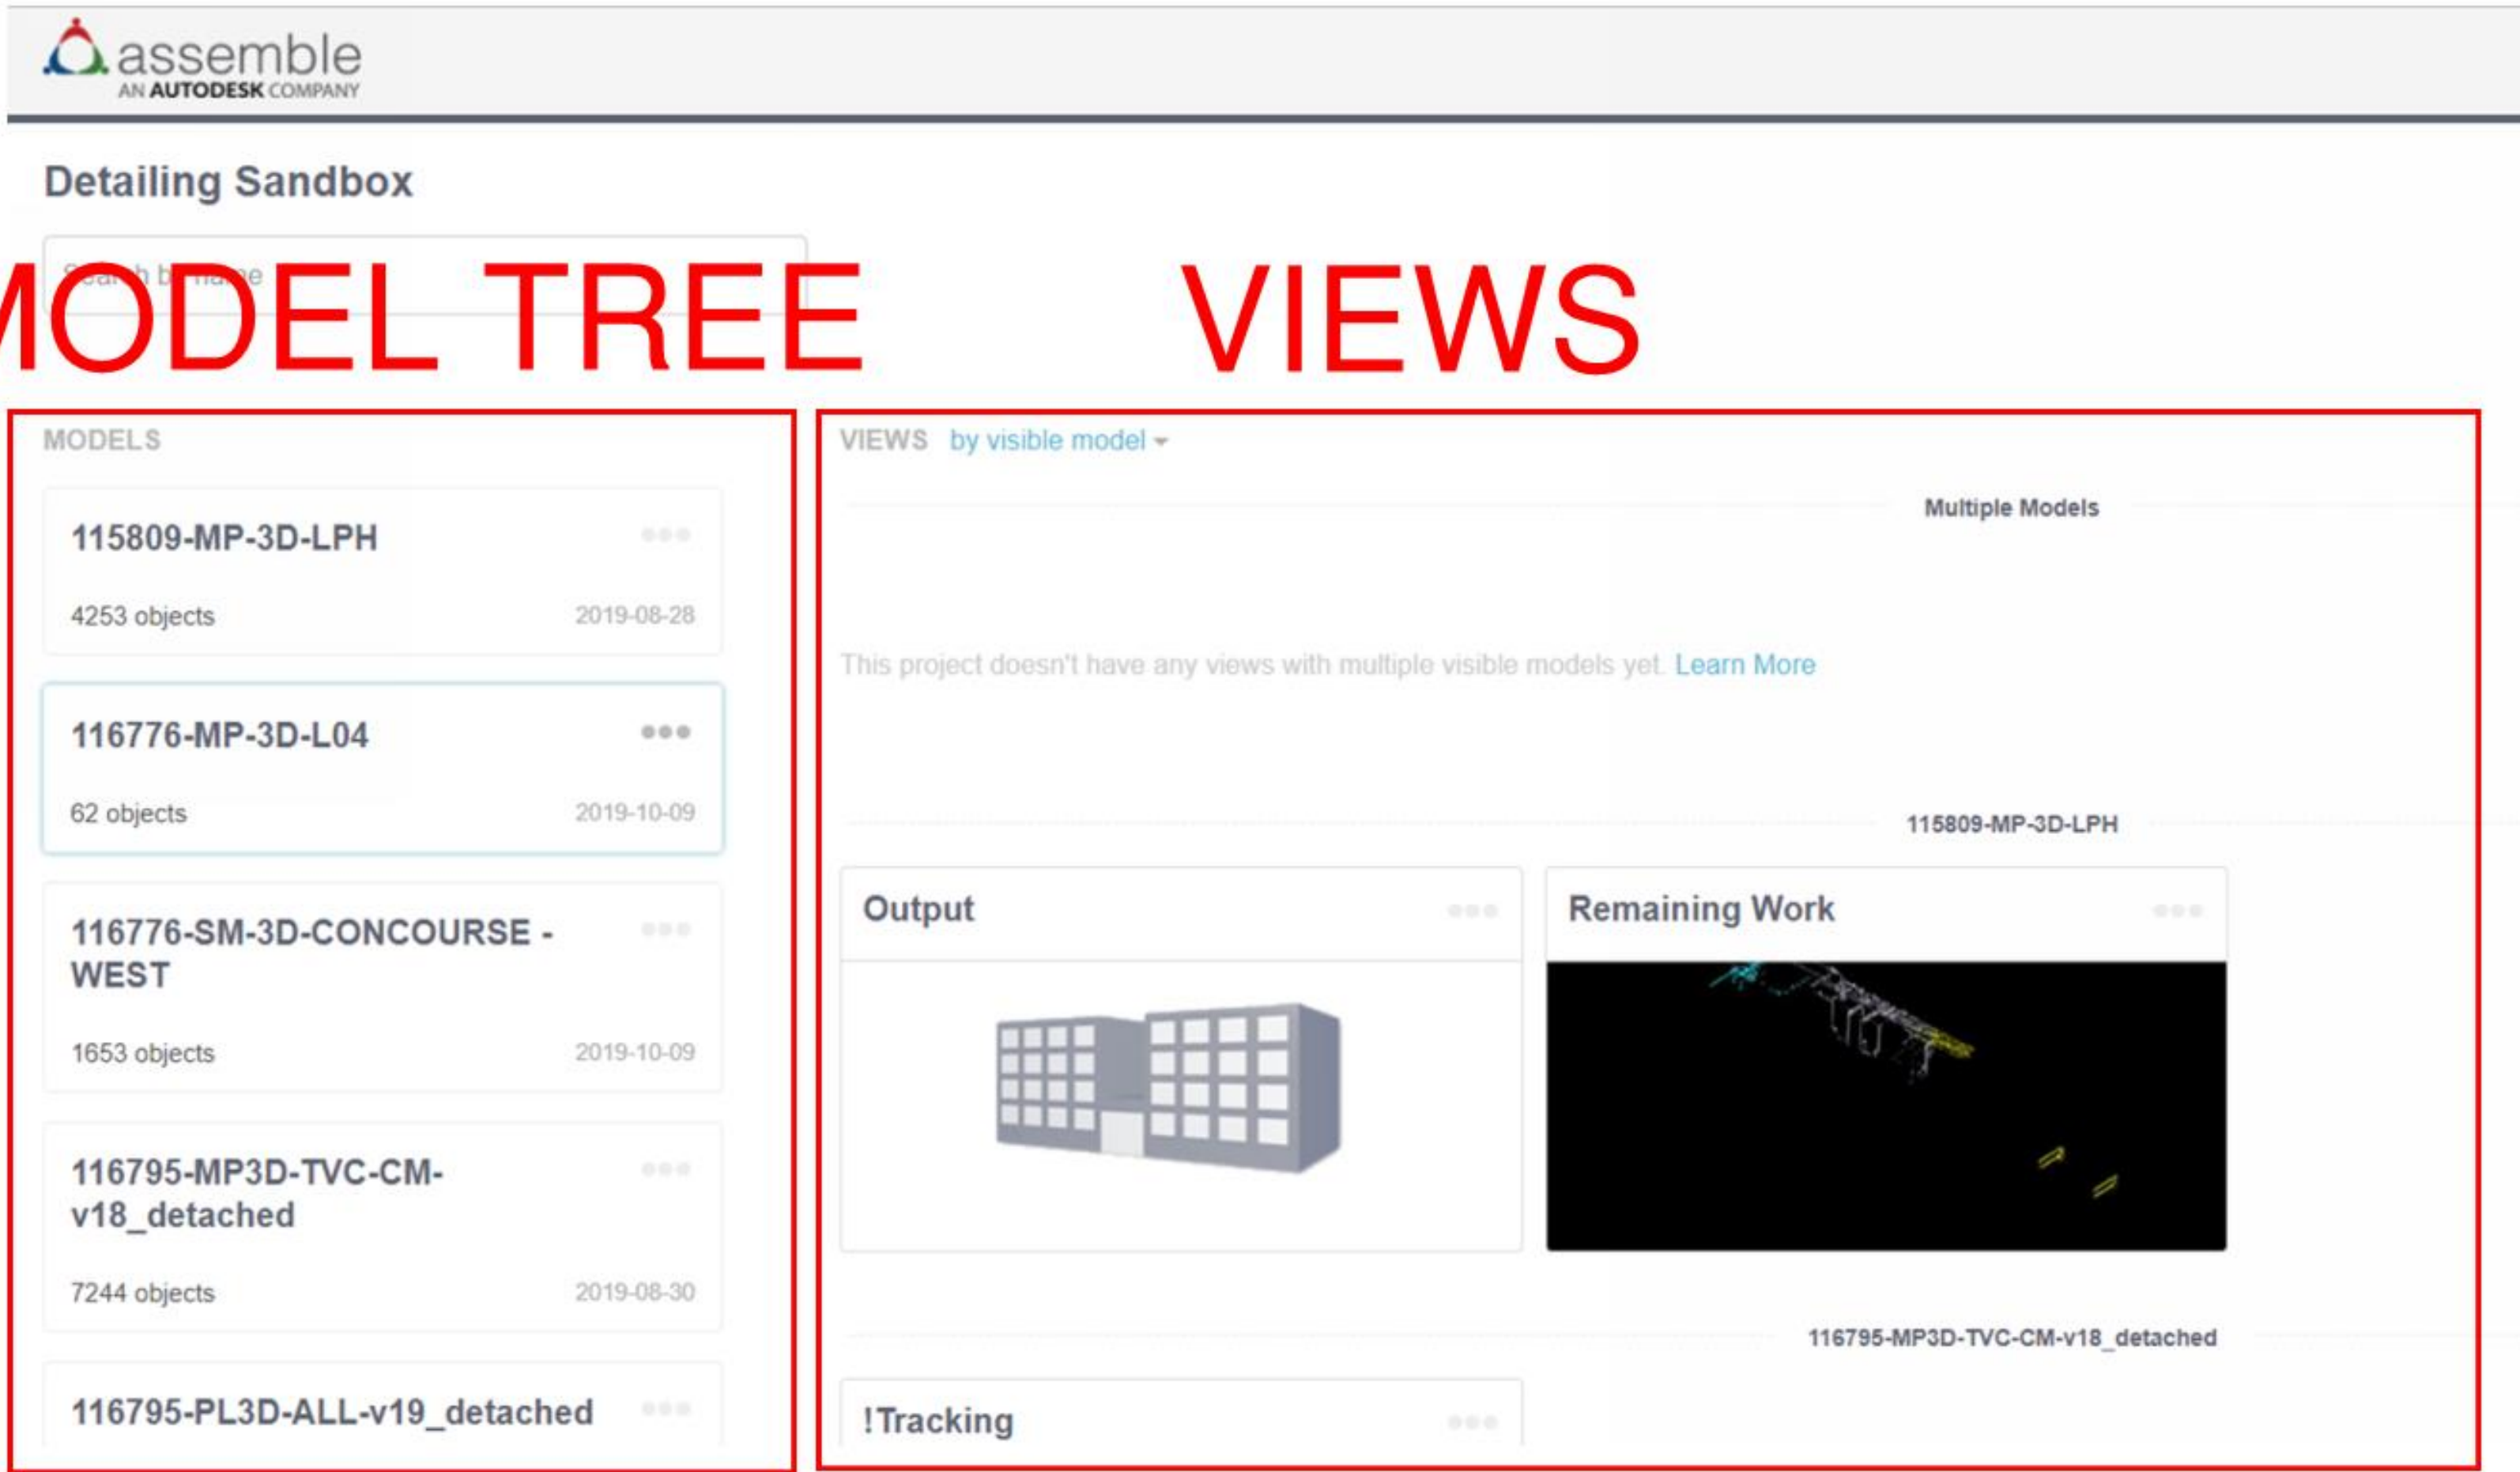 assemble
AN AUTODESK COMPANY
Detailing Sandbox
Search by name
MODEL TREE
VIEWS
MODELS
115809-MP-3D-LPH
4253 objects 2019-08-28
116776-MP-3D-L04
62 objects 2019-10-09
116776-SM-3D-CONCOURSE -
WEST
1653 objects 2019-10-09
116795-MP3D-TVC-CM-
v18_detached
7244 objects 2019-08-30
116795-PL3D-ALL-v19_detached
VIEWS by visible model
Multiple Models
This project doesn't have any views with multiple visible models yet. Learn More
115809-MP-3D-LPH
Output
Remaining Work
116795-MP3D-TVC-CM-v18_detached
!Tracking